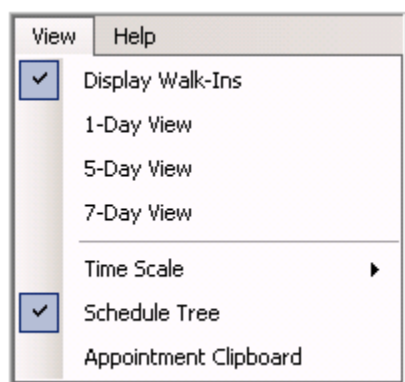 View Help
Display Walk-Ins
1-Day View
5-Day View
7-Day View
Time Scale
Schedule Tree
Appointment Clipboard